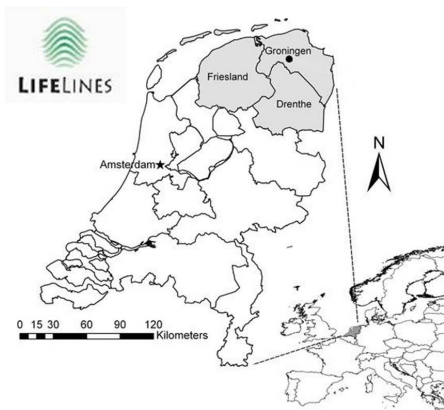 LIFELINES
Groningen
Friesland
Drenthe
Amsterdam
N
0 15 30 60 90 120
Kilometers